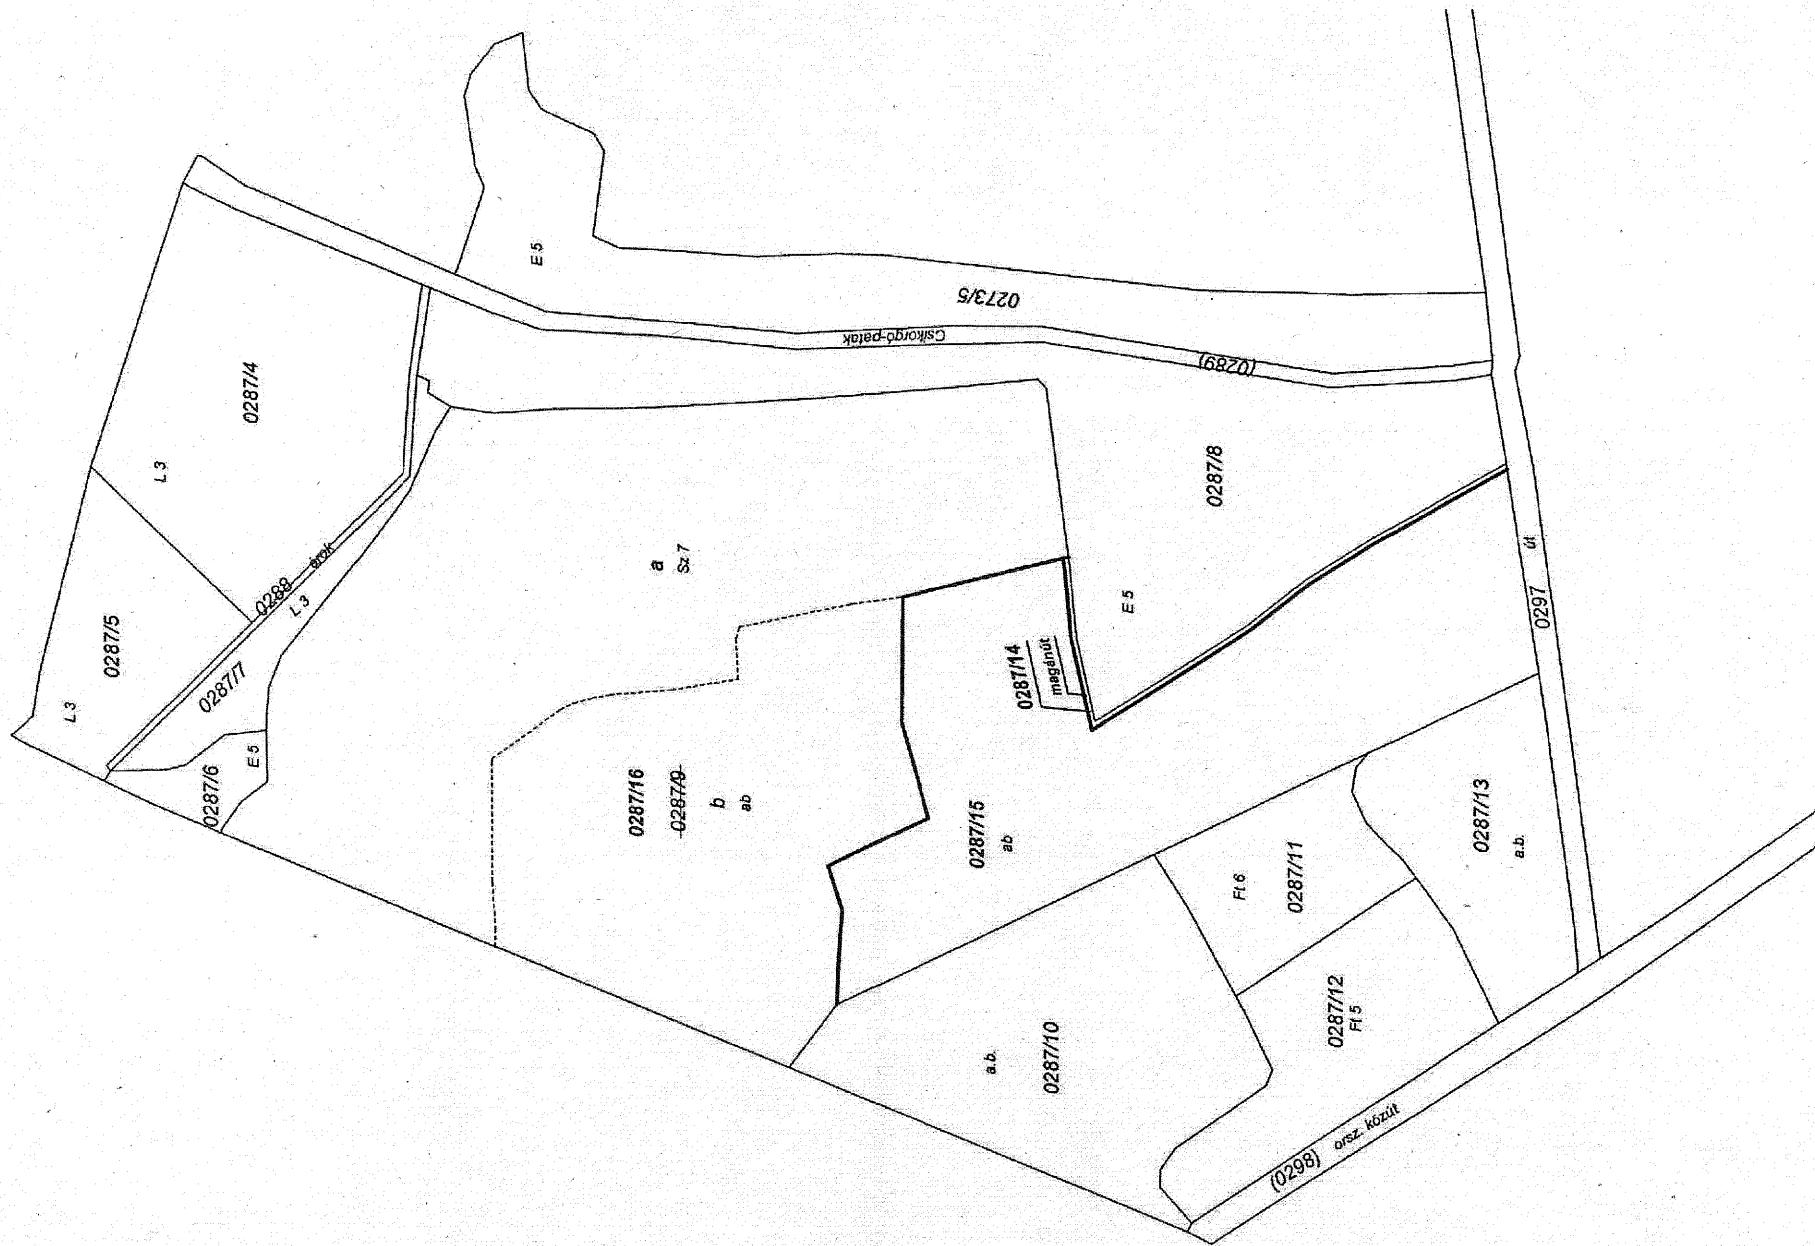 E 5
0273/5
Csikorgó-patak
(0289)
0287/4
L 3
0288
árok
L 3
0287/5
L 3
0287/7
0287/6
E 5
a
Sz 7
0287/8
E 5
0287/14
magánút
0297
út
0287/16
0287/9
b
ab
0287/15
ab
Ft 6
0287/11
0287/13
a.b.
0287/12
Ft 5
a.b.
0287/10
(0298)
orsz. közút